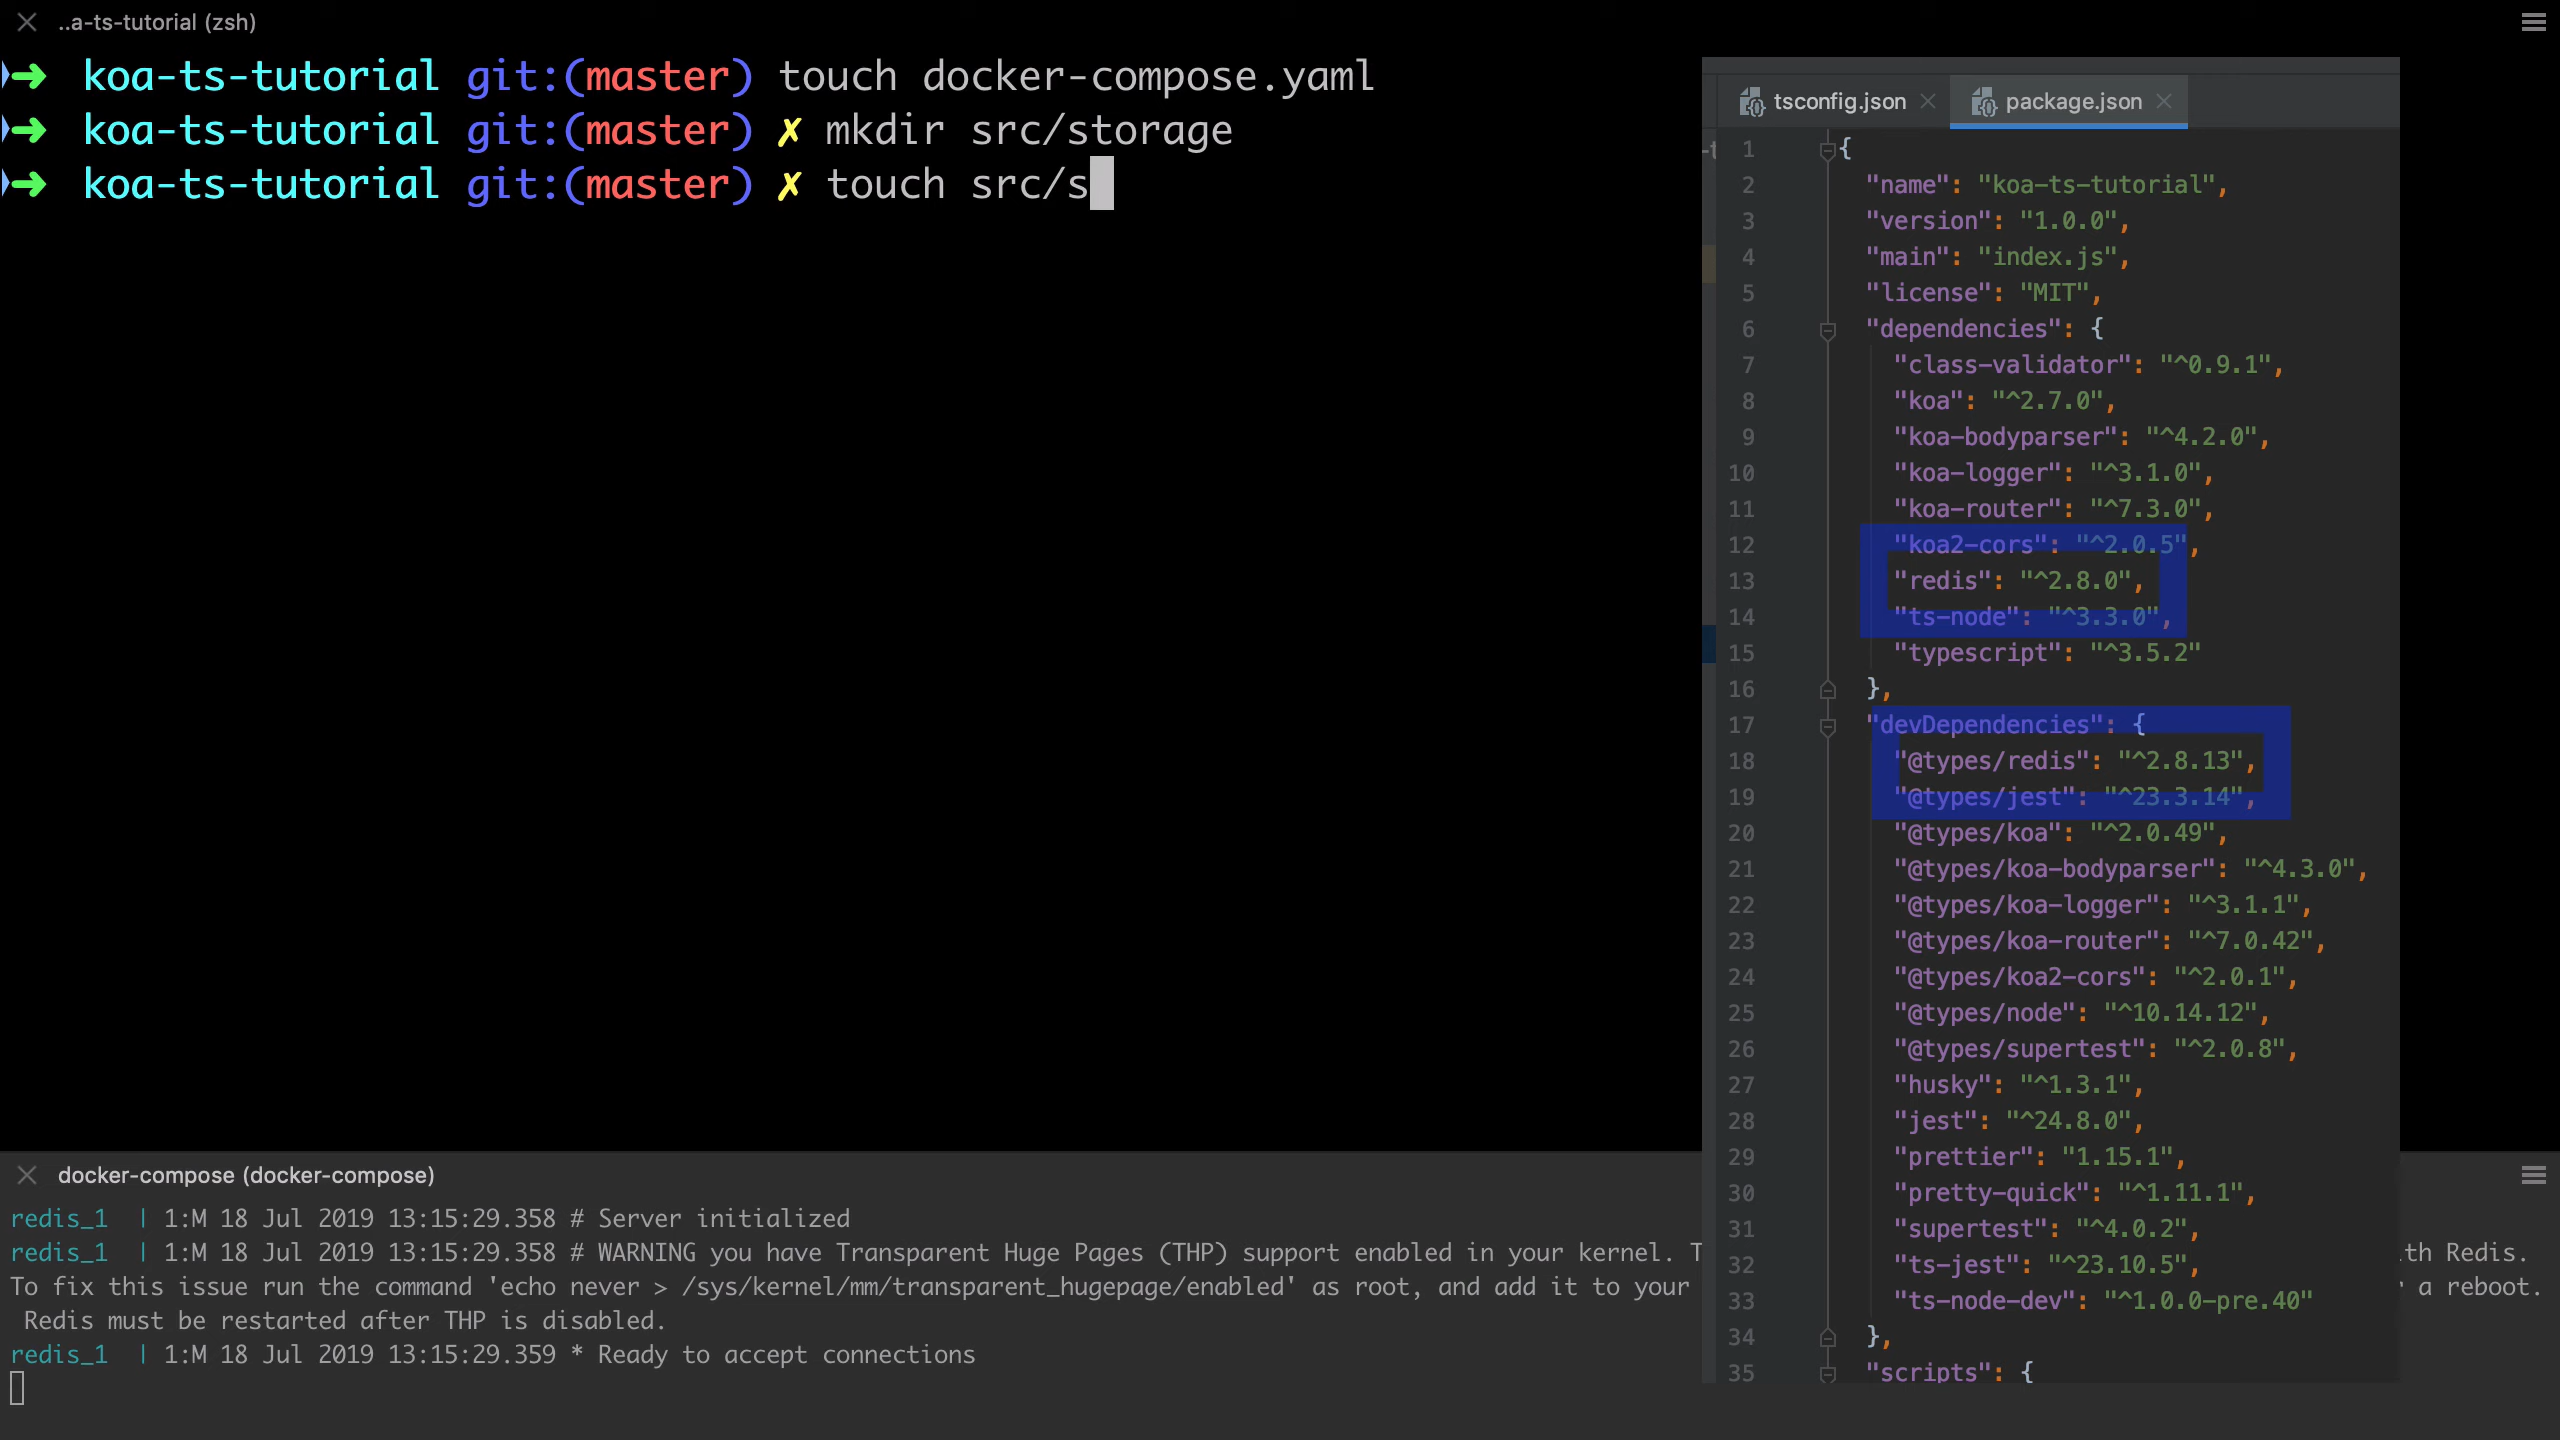 ..a-ts-tutorial (zsh)
➜ koa-ts-tutorial git:(master) touch docker-compose.yaml
➜ koa-ts-tutorial git:(master) ✗ mkdir src/storage
➜ koa-ts-tutorial git:(master) ✗ touch src/s
tsconfig.json
package.json
1 {
2 "name": "koa-ts-tutorial",
3 "version": "1.0.0",
4 "main": "index.js",
5 "license": "MIT",
6 "dependencies": {
7 "class-validator": "^0.9.1",
8 "koa": "^2.7.0",
9 "koa-bodyparser": "^4.2.0",
10 "koa-logger": "^3.1.0",
11 "koa-router": "^7.3.0",
12 "koa2-cors": "^2.0.5",
13 "redis": "^2.8.0",
14 "ts-node": "^3.3.0",
15 "typescript": "^3.5.2"
16 },
17 "devDependencies": {
18 "@types/redis": "^2.8.13",
19 "@types/jest": "^23.3.14",
20 "@types/koa": "^2.0.49",
21 "@types/koa-bodyparser": "^4.3.0",
22 "@types/koa-logger": "^3.1.1",
23 "@types/koa-router": "^7.0.42",
24 "@types/koa2-cors": "^2.0.1",
25 "@types/node": "^10.14.12",
26 "@types/supertest": "^2.0.8",
27 "husky": "^1.3.1",
28 "jest": "^24.8.0",
29 "prettier": "1.15.1",
30 "pretty-quick": "^1.11.1",
31 "supertest": "^4.0.2",
32 "ts-jest": "^23.10.5",
33 "ts-node-dev": "^1.0.0-pre.40"
34 },
35 "scripts": {
docker-compose (docker-compose)
redis_1 | 1:M 18 Jul 2019 13:15:29.358 # Server initialized
redis_1 | 1:M 18 Jul 2019 13:15:29.358 # WARNING you have Transparent Huge Pages (THP) support enabled in your kernel. th Redis.
To fix this issue run the command 'echo never > /sys/kernel/mm/transparent_hugepage/enabled' as root, and add it to your a reboot.
Redis must be restarted after THP is disabled.
redis_1 | 1:M 18 Jul 2019 13:15:29.359 * Ready to accept connections